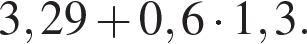 3,29 + 0,6 · 1,3.